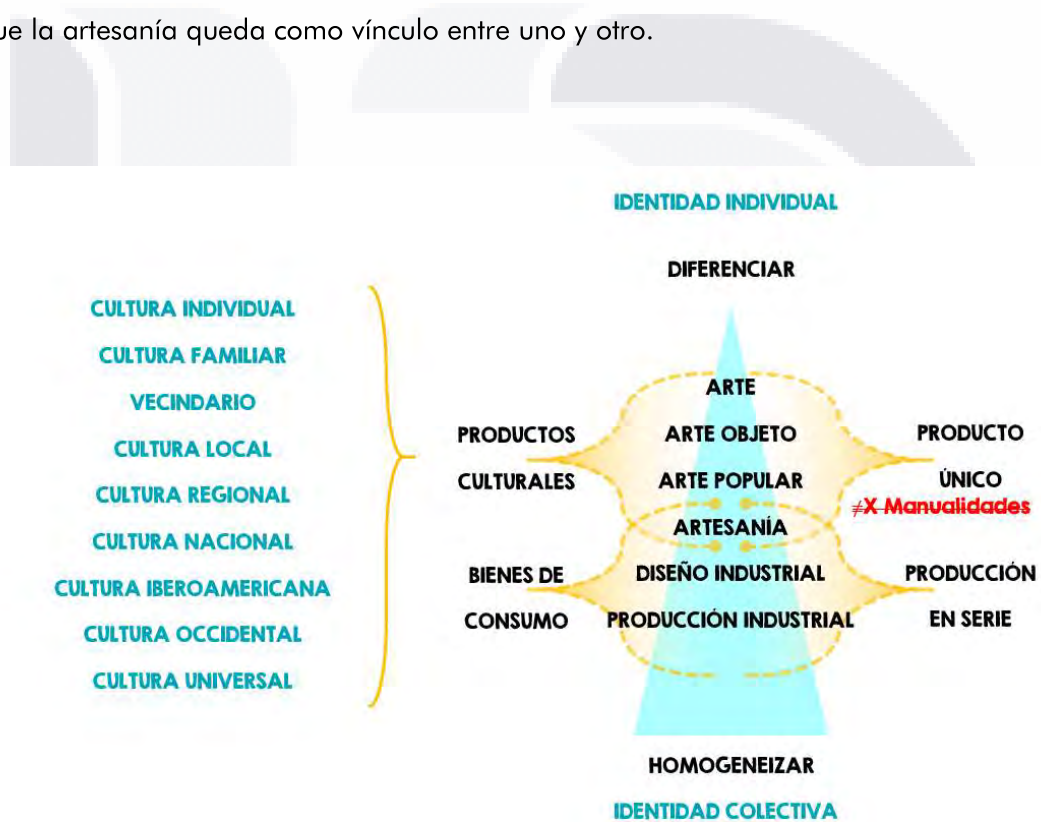 ue la artesanía queda como vínculo entre uno y otro.
IDENTIDAD INDIVIDUAL
DIFERENCIAR
CULTURA INDIVIDUAL
CULTURA FAMILIAR
VECINDARIO
CULTURA LOCAL
CULTURA REGIONAL
CULTURA NACIONAL
CULTURA IBEROAMERICANA
CULTURA OCCIDENTAL
CULTURA UNIVERSAL
PRODUCTOS
CULTURALES
BIENES DE
CONSUMO
ARTE
ARTE OBJETO
ARTE POPULAR
ARTESANÍA
DISEÑO INDUSTRIAL
PRODUCCIÓN INDUSTRIAL
PRODUCTO
ÚNICO
≠X Manualidades
PRODUCCIÓN
EN SERIE
HOMOGENEIZAR
IDENTIDAD COLECTIVA